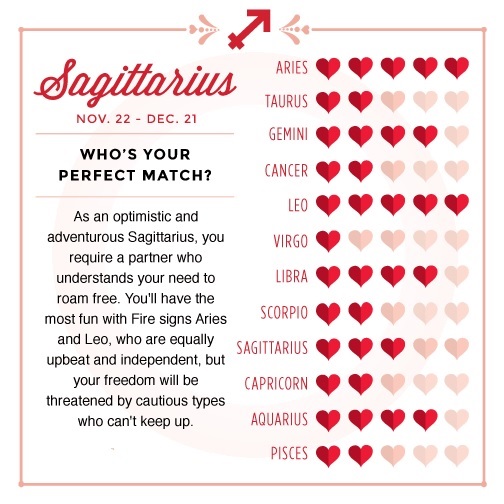 Sagittarius
NOV. 22 - DEC. 21
WHO'S YOUR
PERFECT MATCH?
As an optimistic and
adventurous Sagittarius, you
require a partner who
understands your need to
roam free. You'll have the
most fun with Fire signs Aries
and Leo, who are equally
upbeat and independent, but
your freedom will be
threatened by cautious types
who can't keep up.
ARIES
TAURUS
GEMINI
CANCER
LEO
VIRGO
LIBRA
SCORPIO
SAGITTARIUS
CAPRICORN
AQUARIUS
PISCES